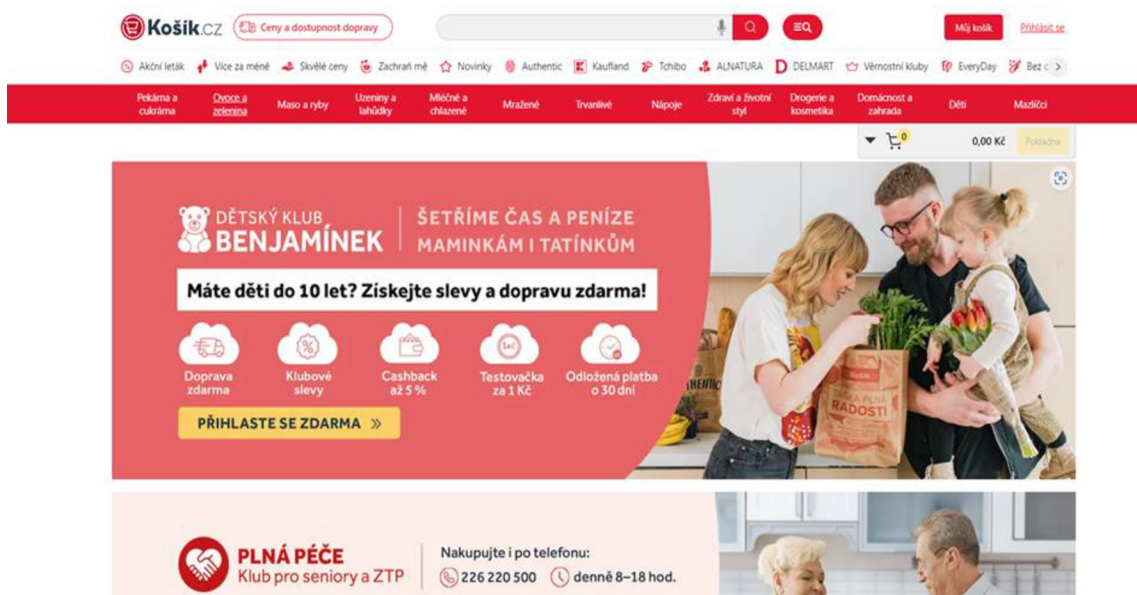 Košík.cz
Ceny a dostupnost dopravy
Můj košík
Přihlásit se
Akční leták
Více za méně
Skvělé ceny
Zachraň mě
Novinky
Authentic
Kaufland
Tchibo
ALNATURA
DELMART
Věrnostní kluby
EveryDay
Bez
Pekárna a
cukrárna
Ovoce a
zelenina
Maso a ryby
Uzeniny a
lahůdky
Mléčné a
chlazené
Mražené
Trvanlivé
Nápoje
Zdraví a životní
styl
Drogerie a
kosmetika
Domácnost a
zahrada
Děti
Mazlíčci
0
0,00 Kč
Pokladna
DĚTSKÝ KLUB
BENJAMÍNEK
ŠETŘÍME ČAS A PENÍZE
MAMINKÁM I TATÍNKŮM
Máte děti do 10 let? Získejte slevy a dopravu zdarma!
Doprava
zdarma
Klubové
slevy
Cashback
až 5 %
Testovačka
za 1 Kč
Odložená platba
o 30 dní
PŘIHLASTE SE ZDARMA
Košík
TAŠKA PLNÁ
RADOSTI
PLNÁ PÉČE
Klub pro seniory a ZTP
Nakupujte i po telefonu:
226 220 500
denně 8–18 hod.